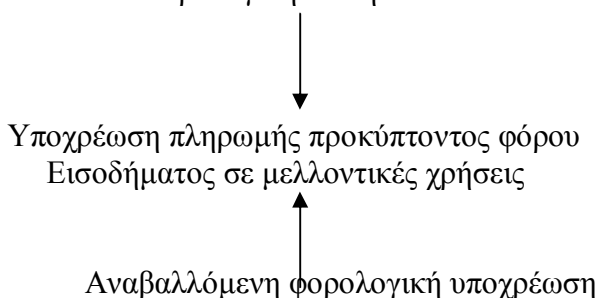 Υποχρέωση πληρωμής προκύπτοντος φόρου
Εισοδήματος σε μελλοντικές χρήσεις
Αναβαλλόμενη φορολογική υποχρέωση